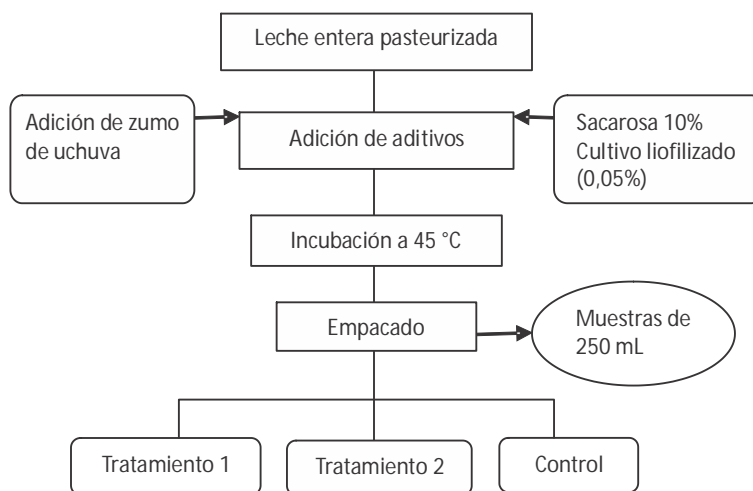 Leche entera pasteurizada
Adición de zumo
de uchuva
Adición de aditivos
Sacarosa 10%
Cultivo liofilizado
(0,05%)
Incubación a 45 °C
Empacado
Muestras de
250 mL
Tratamiento 1
Tratamiento 2
Control